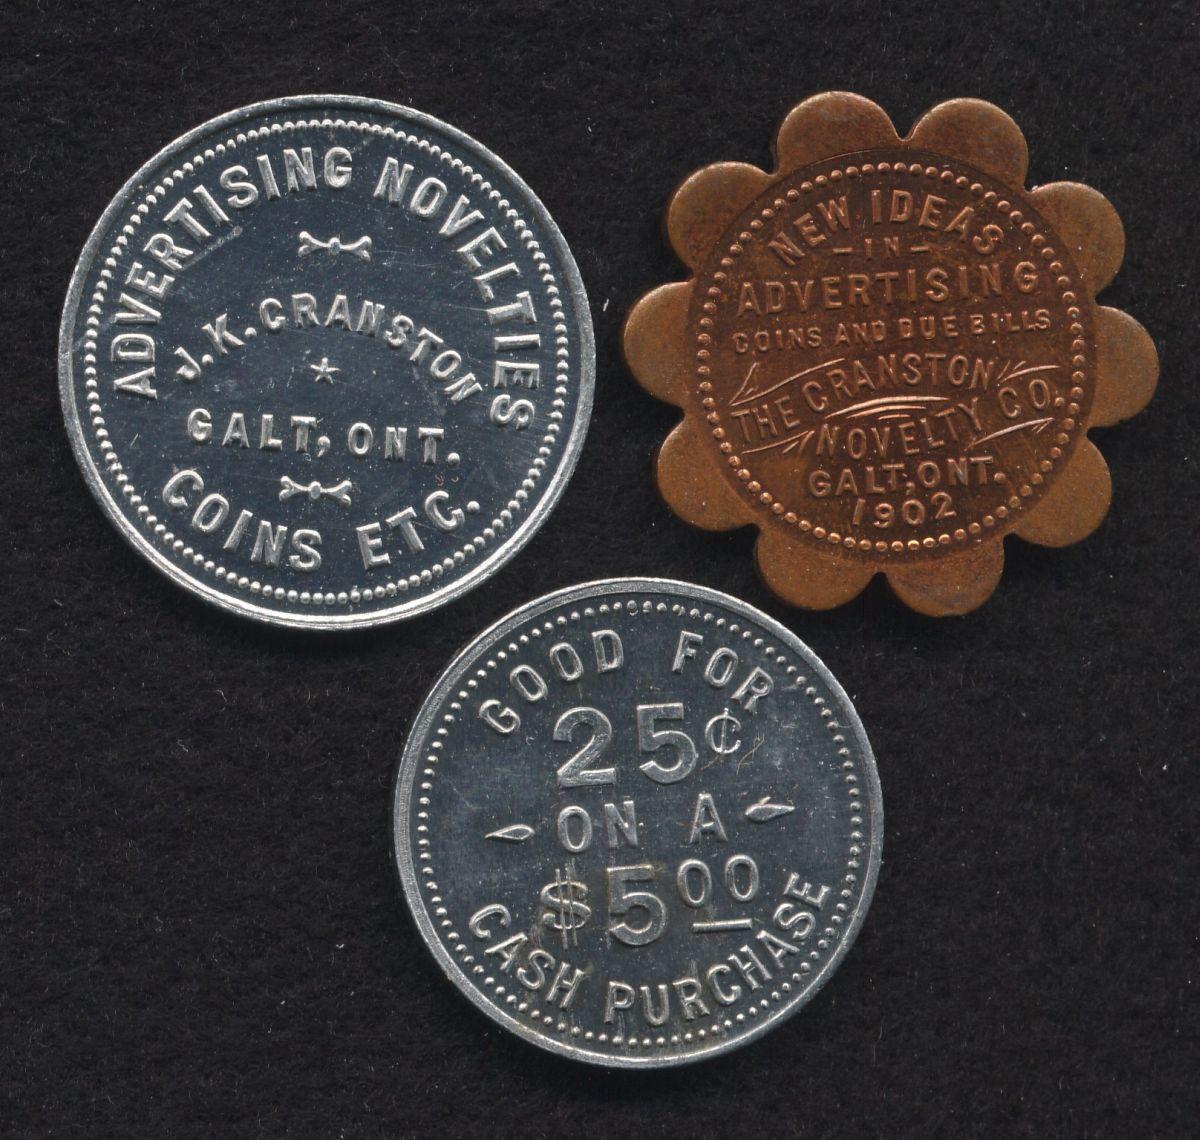 ADVERTISING NOVELTIES
J.K. CRANSTON
GALT, ONT.
COINS ETC.
NEW IDEAS
-IN-
ADVERTISING
COINS AND DUE BILLS
THE CRANSTON
NOVELTY CO.
GALT, ONT.
1902
GOOD FOR
25¢
ON A
$5.00
CASH PURCHASE